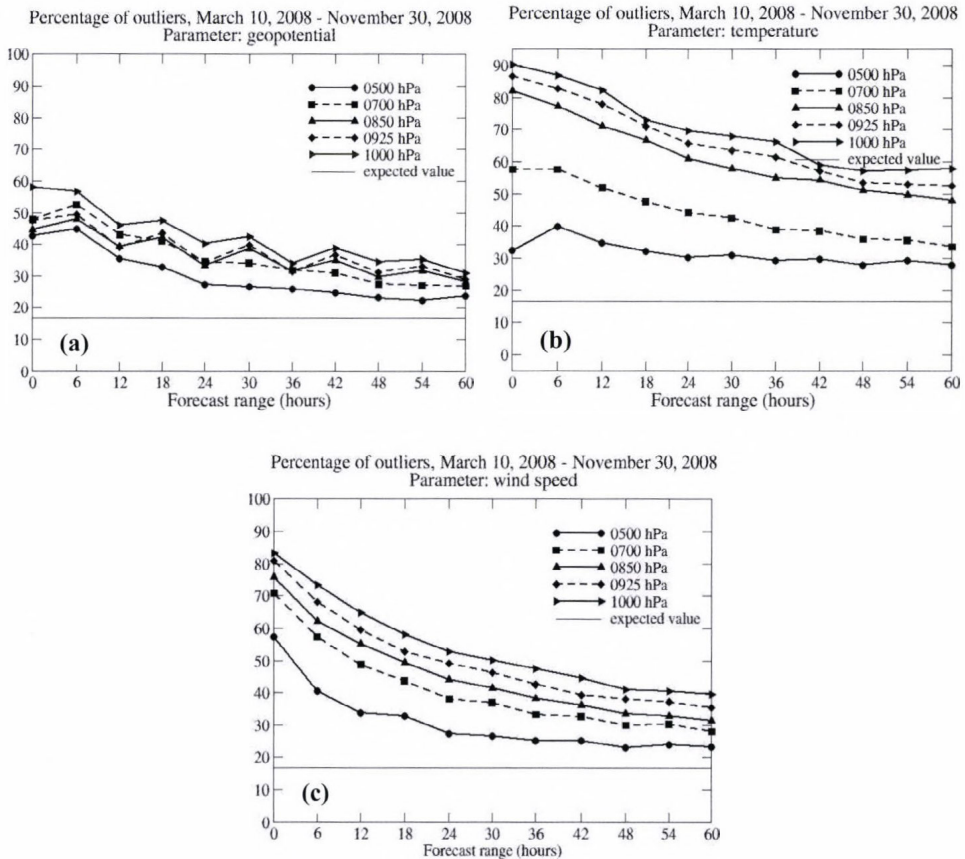 Percentage of outliers, March 10, 2008 - November 30, 2008
Parameter: geopotential
100
90
80
70
60
50
40
30
20
10
0
0500 hPa
0700 hPa
0850 hPa
0925 hPa
1000 hPa
expected value
(a)
0 6 12 18 24 30 36 42 48 54 60
Forecast range (hours)
Percentage of outliers, March 10, 2008 - November 30, 2008
Parameter: temperature
90
80
70
60
50
40
30
20
10
0
0500 hPa
0700 hPa
0850 hPa
0925 hPa
1000 hPa
expected value
(b)
0 6 12 18 24 30 36 42 48 54 60
Forecast range (hours)
Percentage of outliers, March 10, 2008 - November 30, 2008
Parameter: wind speed
100
90
80
70
60
50
40
30
20
10
0
0500 hPa
0700 hPa
0850 hPa
0925 hPa
1000 hPa
expected value
(c)
0 6 12 18 24 30 36 42 48 54 60
Forecast range (hours)